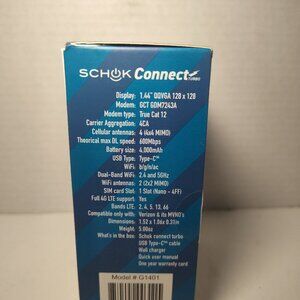 SCHOK Connect TURBO
Display: 1.44" QQVGA 128 x 128
Modem: GCT GDM7243A
Modem type: True Cat 12
Carrier Aggregation: 4CA
Cellular antennas: 4 (4x4 MIMO)
Theorical max DL speed: 600Mbps
Battery size: 4,000mAh
USB Type: Type-C™
WiFi: b/g/n/ac
Dual-Band WiFi: 2.4 and 5GHz
WiFi antennas: 2 (2x2 MIMO)
SIM card Slot: 1 Slot (Nano - 4FF)
Full 4G LTE support: Yes
Bands LTE: 2, 4, 5, 13, 66
Compatible only with: Verizon & its MVNO's
Dimensions: 1.52 x 1.06 x 0.31in
Weight: 5.00oz
What's in the box: Schok connect turbo
USB Type-C™ cable
Wall charger
Quick user manual
One year warranty card
Model # G1401